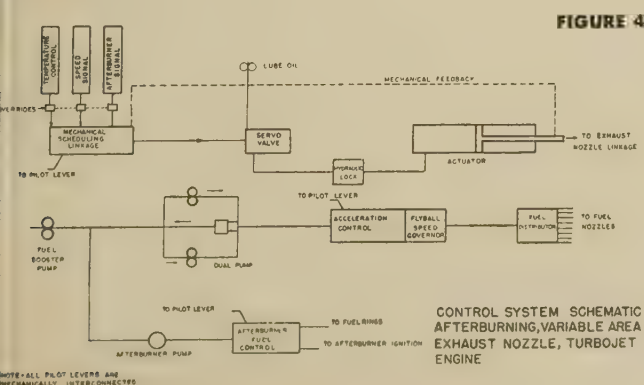 FIGURE 4
TEMPERATURE
CONTROL
SPEED
SIGNAL
AFTERBURNER
SIGNAL
LUBE OIL
MECHANICAL FEEDBACK
OVERRIDES
MECHANICAL
SCHEDULING
LINKAGE
SERVO
VALVE
TO EXHAUST
NOZZLE LINKAGE
ACTUATOR
HYDRAULIC
LOCK
TO PILOT LEVER
TO PILOT LEVER
ACCELERATION
CONTROL
FLYBALL
SPEED
GOVERNOR
FUEL
DISTRIBUTOR
TO FUEL
NOZZLES
FUEL
BOOSTER
PUMP
DUAL PUMP
TO PILOT LEVER
AFTERBURNER
FUEL
CONTROL
TO FUEL RINGS
TO AFTERBURNER IGNITION
AFTERBURNER PUMP
CONTROL SYSTEM SCHEMATIC
AFTERBURNING, VARIABLE AREA
EXHAUST NOZZLE, TURBOJET
ENGINE
NOTE-ALL PILOT LEVERS ARE
MECHANICALLY INTERCONNECTED